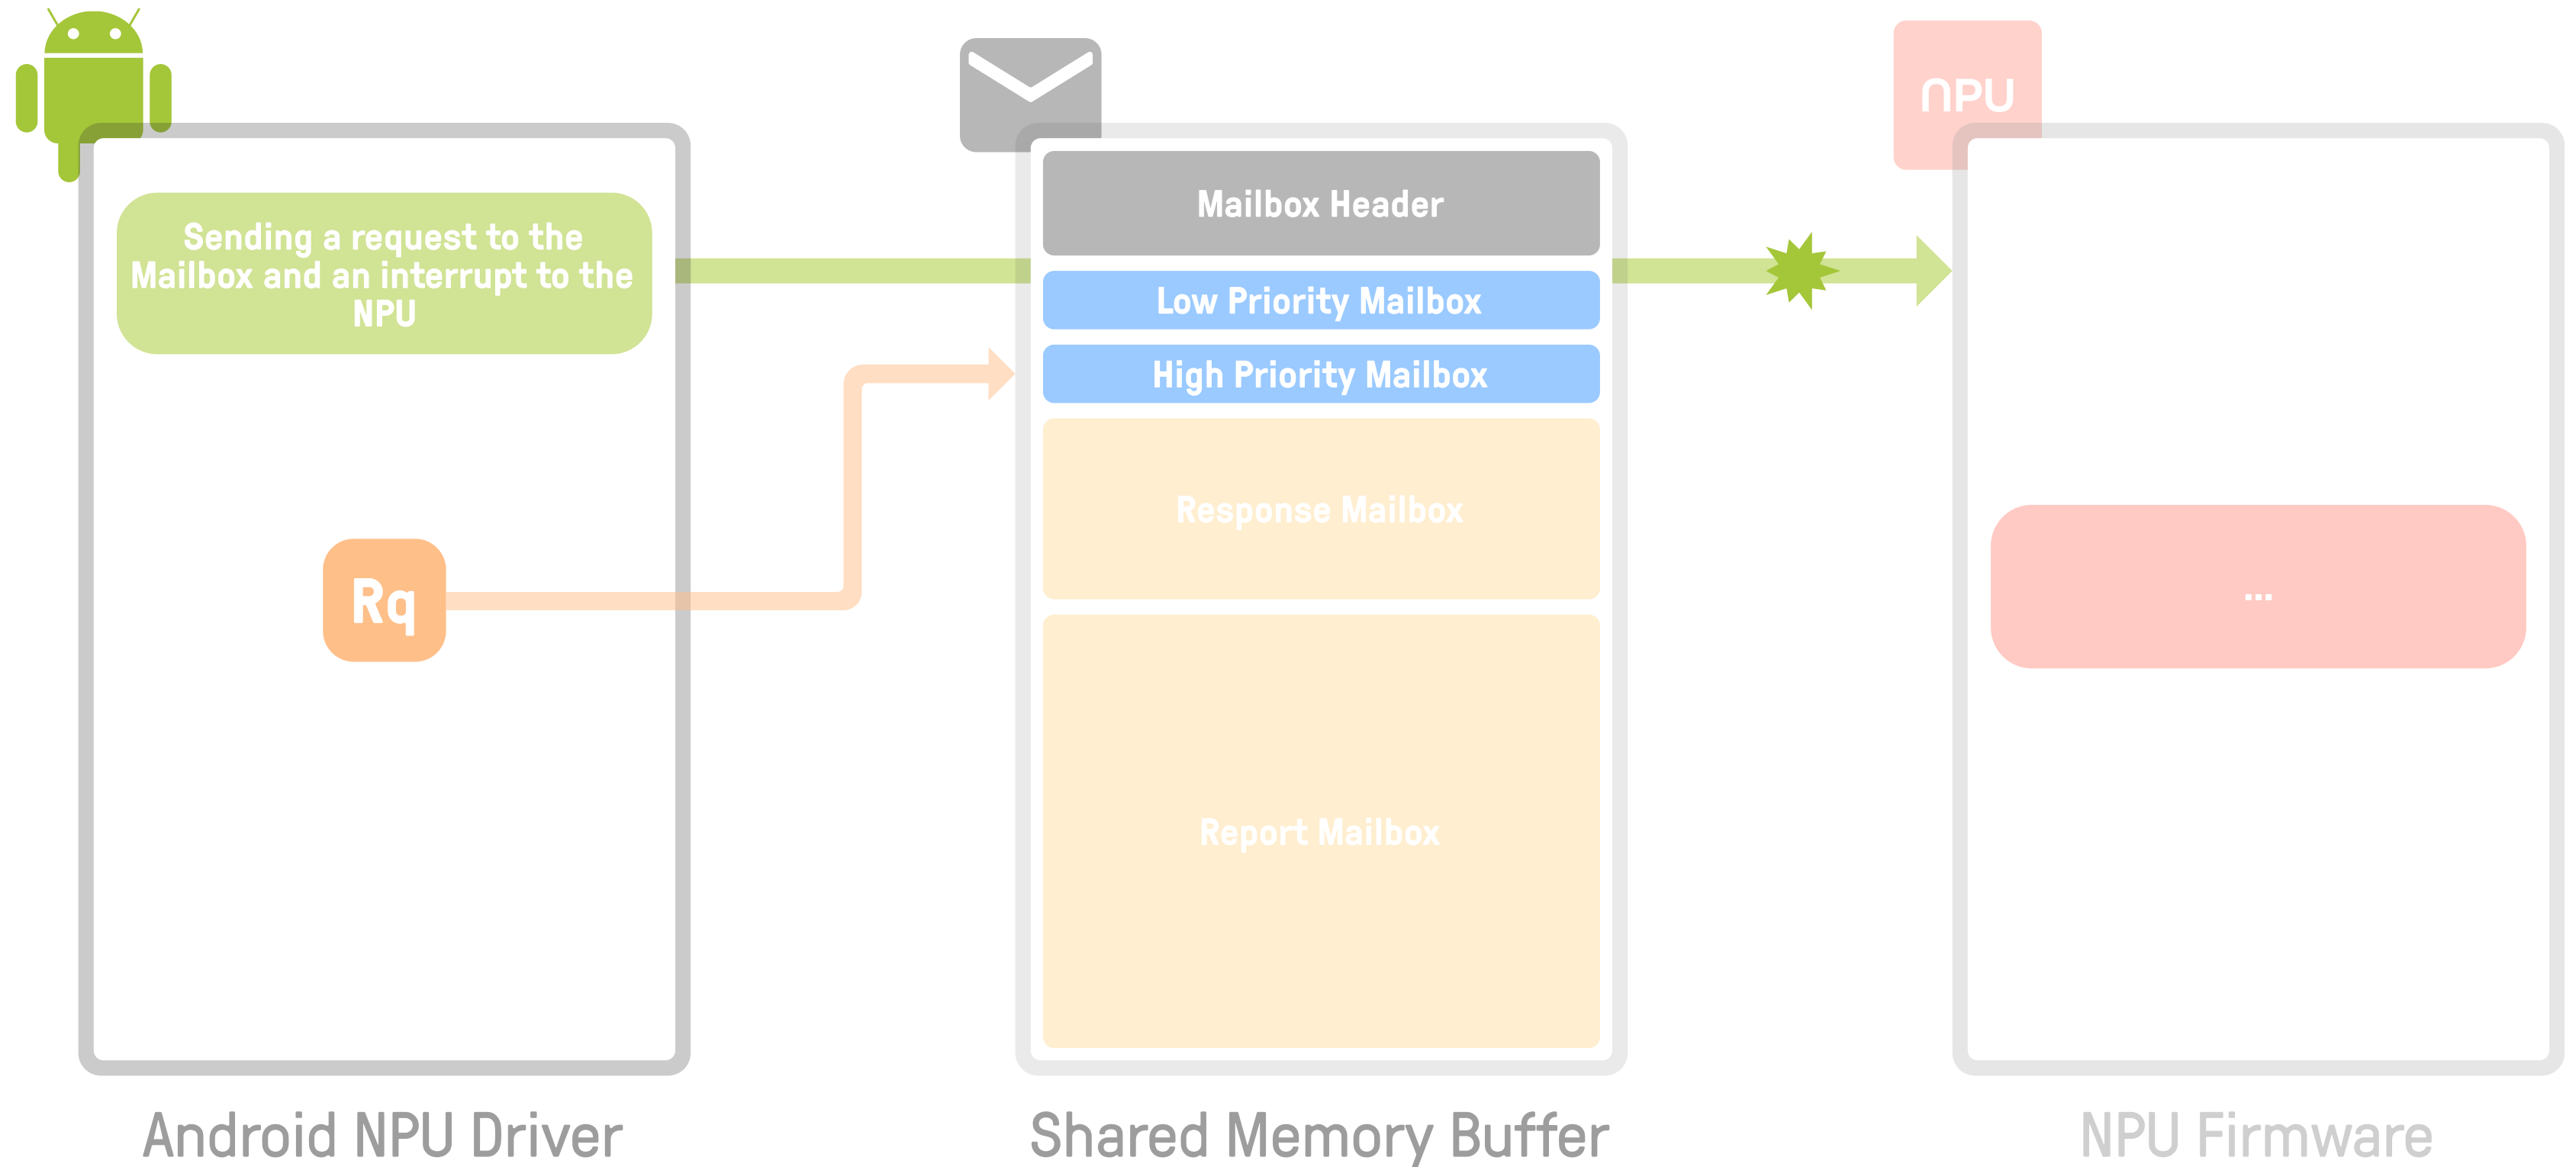 NPU
Sending a request to the
Mailbox and an interrupt to the
NPU
Rq
Mailbox Header
Low Priority Mailbox
High Priority Mailbox
Response Mailbox
Report Mailbox
...
Android NPU Driver
Shared Memory Buffer
NPU Firmware